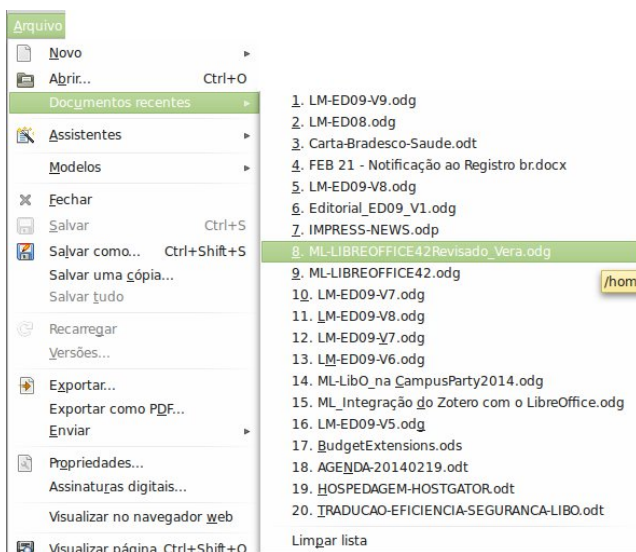 Arquivo
Novo
Abrir... Ctrl+O
Documentos recentes
Assistentes
Modelos
Fechar
Salvar Ctrl+S
Salvar como... Ctrl+Shift+S
Salvar uma cópia...
Salvar tudo
Recarregar
Versões...
Exportar...
Exportar como PDF...
Enviar
Propriedades...
Assinaturas digitais...
Visualizar no navegador web
Visualizar página Ctrl+Shift+O
1. LM-ED09-V9.odg
2. LM-ED08.odg
3. Carta-Bradesco-Saude.odt
4. FEB 21 - Notificação ao Registro br.docx
5. LM-ED09-V8.odg
6. Editorial_ED09_V1.odg
7. IMPRESS-NEWS.odp
8. ML-LIBREOFFICE42Revisado_Vera.odg
9. ML-LIBREOFFICE42.odg
/hom
10. LM-ED09-V7.odg
11. LM-ED09-V8.odg
12. LM-ED09-V7.odg
13. LM-ED09-V6.odg
14. ML-LibO_na CampusParty2014.odg
15. ML_Integração do Zotero com o LibreOffice.odg
16. LM-ED09-V5.odg
17. BudgetExtensions.ods
18. AGENDA-20140219.odt
19. HOSPEDAGEM-HOSTGATOR.odt
20. TRADUCAO-EFICIENCIA-SEGURANCA-LIBO.odt
Limpar lista